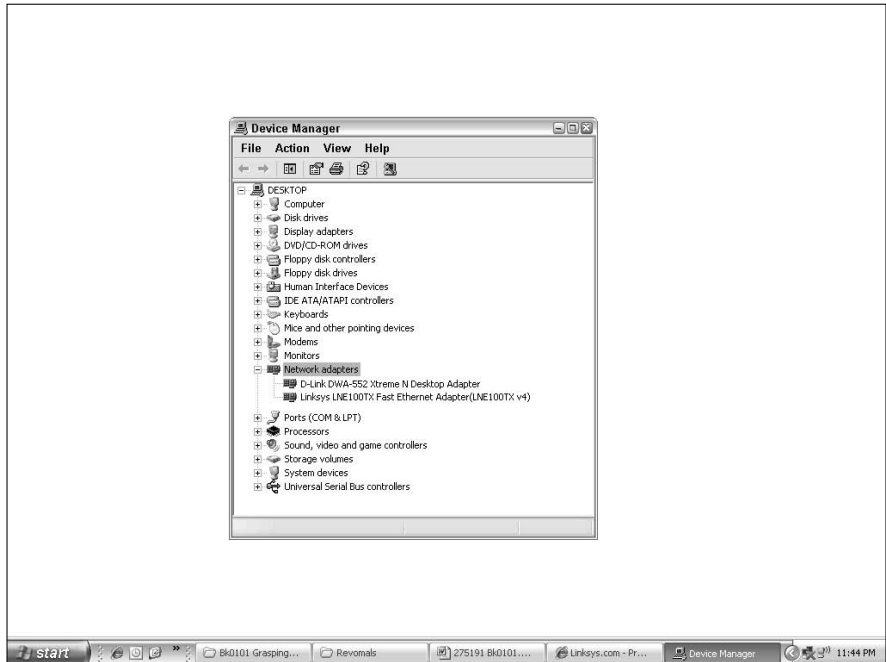 Device Manager
File Action View Help
DESKTOP
Computer
Disk drives
Display adapters
DVD/CD-ROM drives
Floppy disk controllers
Floppy disk drives
Human Interface Devices
IDE ATA/ATAPI controllers
Keyboards
Mice and other pointing devices
Modems
Monitors
Network adapters
D-Link DWA-552 Xtreme N Desktop Adapter
Linksys LNE100TX Fast Ethernet Adapter(LNE100TX v4)
Ports (COM & LPT)
Processors
Sound, video and game controllers
Storage volumes
System devices
Universal Serial Bus controllers
start Bk0101 Grasping... Revomals 275191 Bk0101.... Linksys.com - Pr... Device Manager 11:44 PM